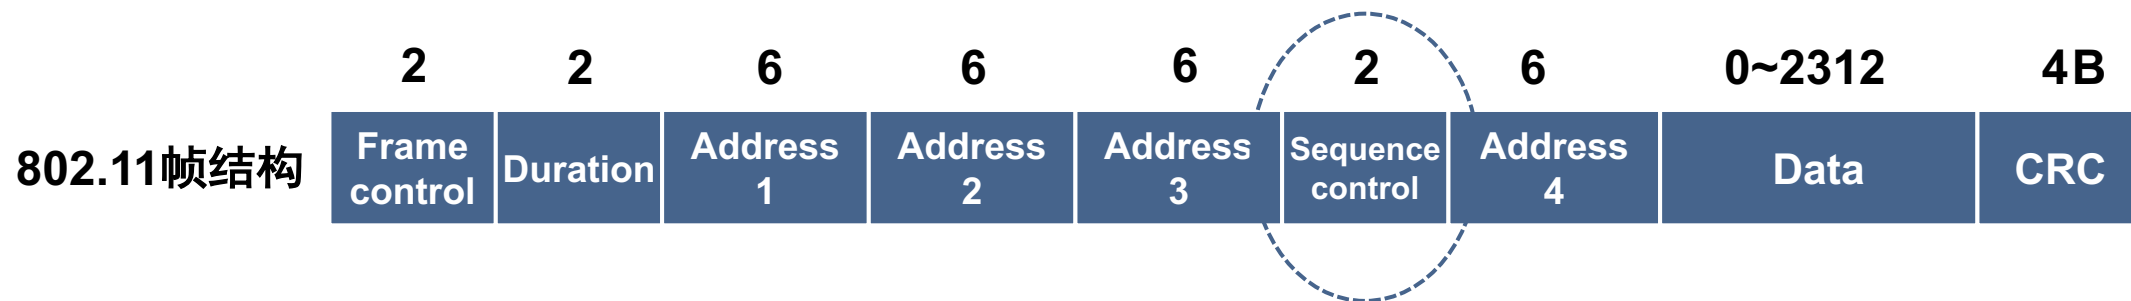 2 2 6 6 6 2 6 0~2312 4B
802.11帧结构
Frame control
Duration
Address 1
Address 2
Address 3
Sequence control
Address 4
Data
CRC